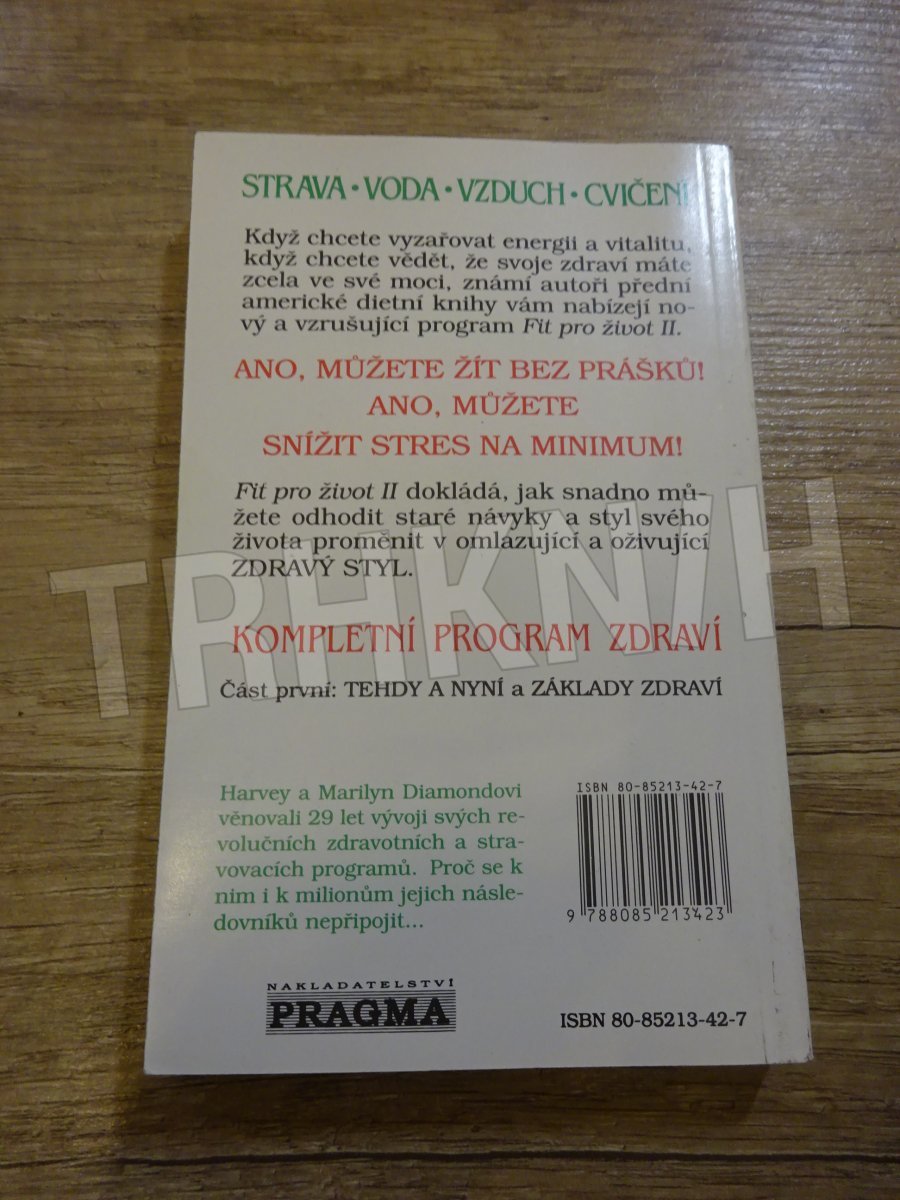 STRAVA • VODA • VZDUCH • CVIČENÍ
Když chcete vyzařovat energii a vitalitu,
když chcete vědět, že svoje zdraví máte
zcela ve své moci, známí autoři přední
americké dietní knihy vám nabízejí no-
vý a vzrušující program Fit pro život II.
ANO, MŮŽETE ŽÍT BEZ PRÁŠKŮ!
ANO, MŮŽETE
SNÍŽIT STRES NA MINIMUM!
Fit pro život II dokládá, jak snadno mů-
žete odhodit staré návyky a styl svého
života proměnit v omlazující a oživující
ZDRAVÝ STYL.
TRHKNIH
KOMPLETNÍ PROGRAM ZDRAVÍ
Část první: TEHDY A NYNÍ a ZÁKLADY ZDRAVÍ
Harvey a Marilyn Diamondovi
věnovali 29 let vývoji svých re-
volučních zdravotních a stra-
vovacích programů. Proč se k
nim i k milionům jejich násle-
dovníků nepřipojit...
ISBN 80-85213-42-7
9 788085 213423
NAKLADATELSTVÍ
PRAGMA
ISBN 80-85213-42-7